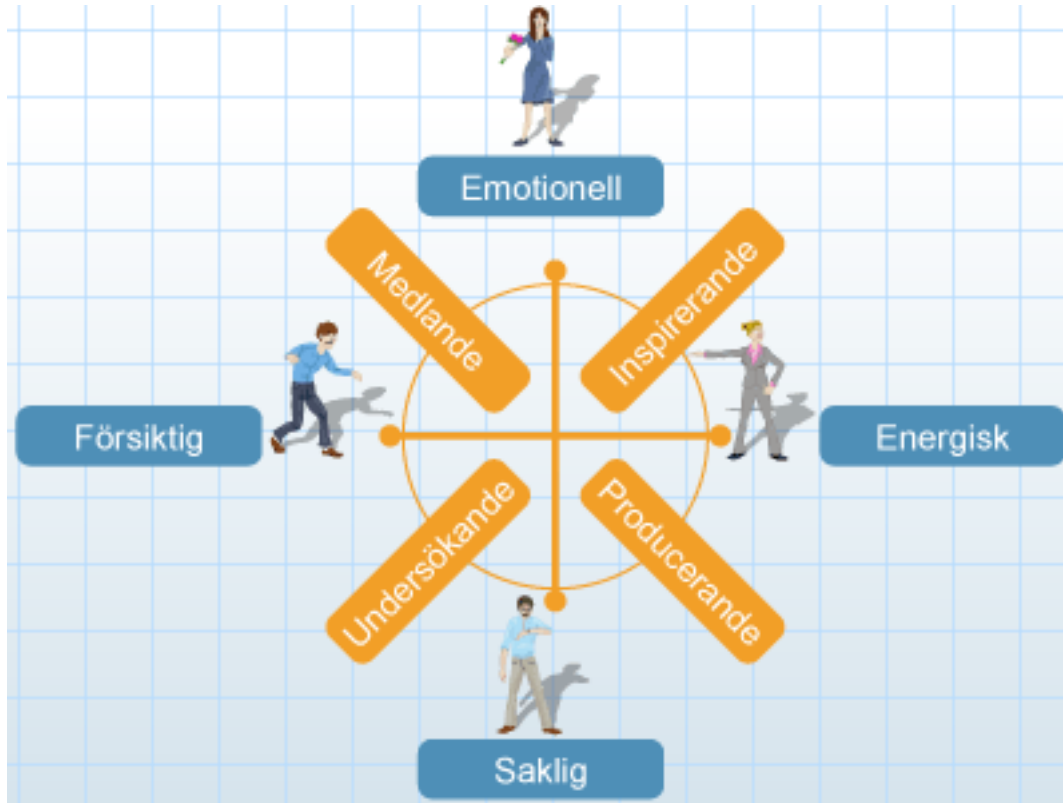 Emotionell
Medlande
Inspirerande
Försiktig
Energisk
Undersökande
Producerande
Saklig